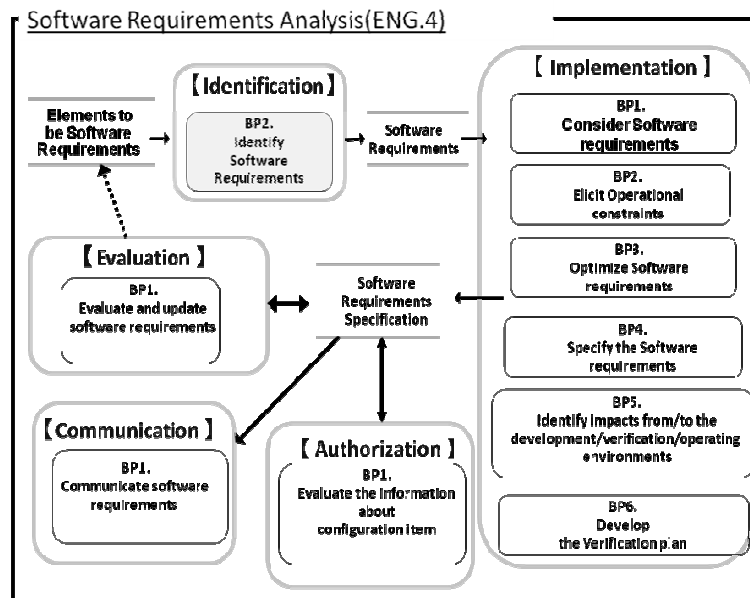 Software Requirements Analysis(ENG.4)
【Identification】
BP2.
Identify
Software
Requirements
Elements to
be Software
Requirements
Software
Requirements
【 Implementation 】
BP1.
Consider Software
requirements
BP2.
Elicit Operational
constraints
BP3.
Optimize Software
requirements
BP4.
Specify the Software
requirements
BP5.
Identify impacts from/to the
development/verification/operating
environments
BP6.
Develop
the Verification plan
【Evaluation 】
BP1.
Evaluate and update
software requirements
Software
Requirements
Specification
【Communication 】
BP1.
Communicate software
requirements
【 Authorization 】
BP1.
Evaluate the information
about
configuration item